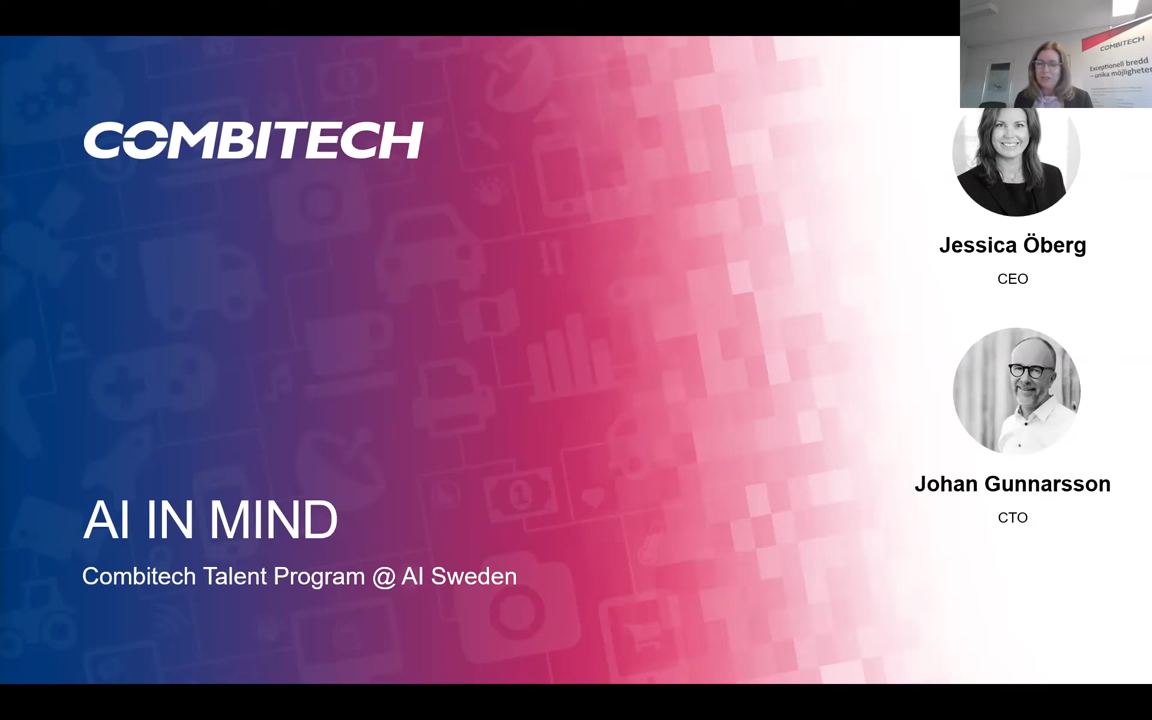 COMBITECH
AI IN MIND
Combitech Talent Program @ AI Sweden
COMBITECH
Exceptionell bredd
– unika möjligheter
Jessica Öberg
CEO
Johan Gunnarsson
CTO